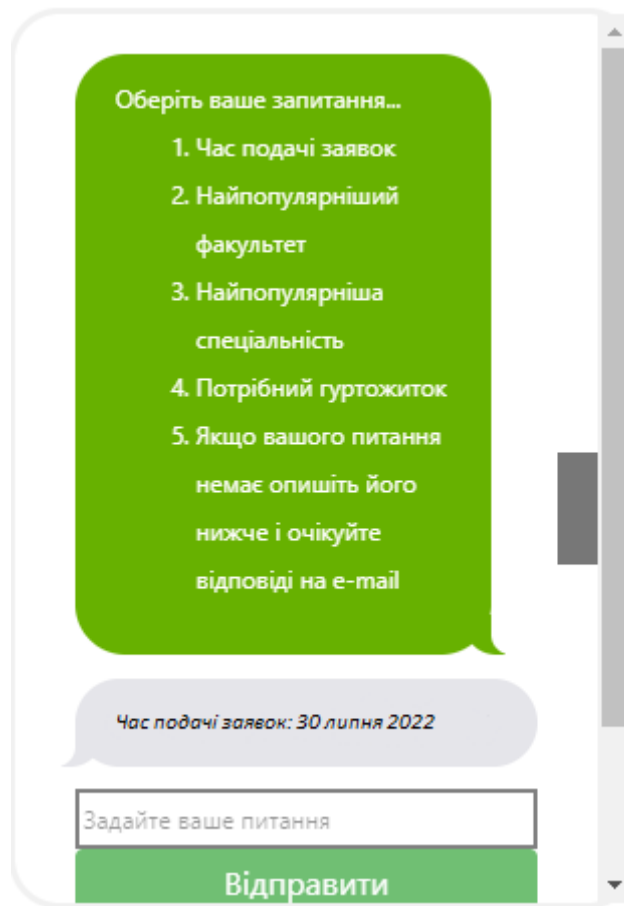 Оберіть ваше запитання...
1. Час подачі заявок
2. Найпопулярніший
факультет
3. Найпопулярніша
спеціальність
4. Потрібний гуртожиток
5. Якщо вашого питання
немає опишіть його
нижче і очікуйте
відповіді на e-mail
Час подачі заявок: 30 липня 2022
Задайте ваше питання
Відправити